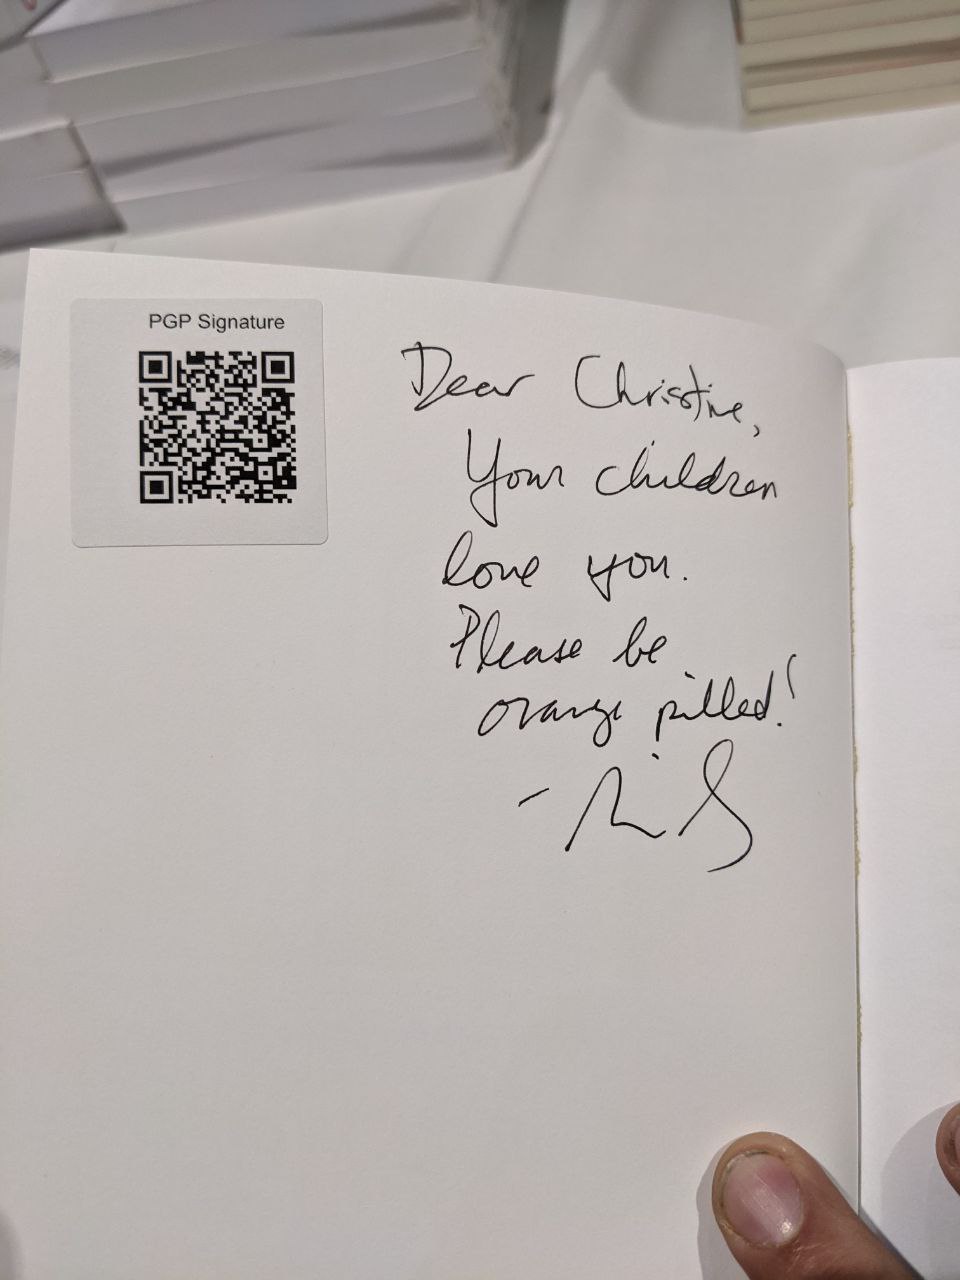 PGP Signature
Dear Christine,
Your children
love you.
Please be
orange pilled!